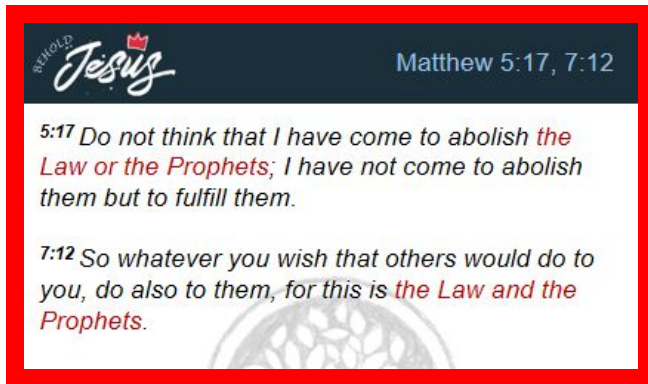 BEHOLD
Jesus
Matthew 5:17, 7:12
5:17 Do not think that I have come to abolish the
Law or the Prophets; I have not come to abolish
them but to fulfill them.
7:12 So whatever you wish that others would do to
you, do also to them, for this is the Law and the
Prophets.